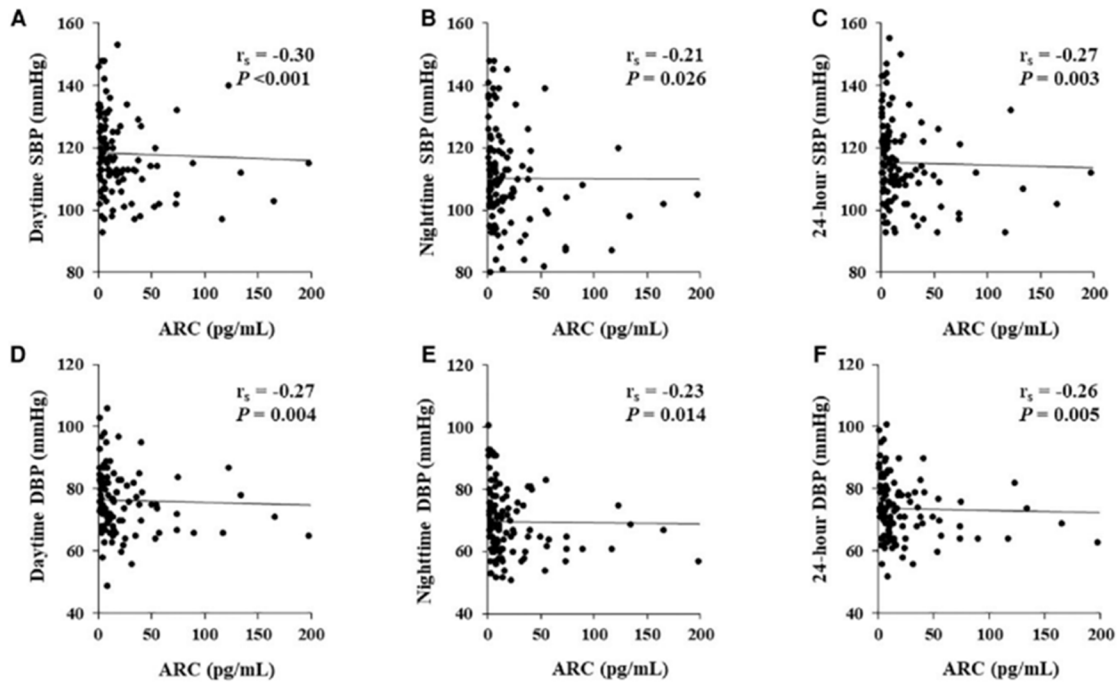 A
160
140
120
100
80
Daytime SBP (mmHg)
rs = -0.30
P <0.001
0 50 100 150 200
ARC (pg/mL)
B
160
140
120
100
80
Nighttime SBP (mmHg)
rs = -0.21
P = 0.026
0 50 100 150 200
ARC (pg/mL)
C
160
140
120
100
80
24-hour SBP (mmHg)
rs = -0.27
P = 0.003
0 50 100 150 200
ARC (pg/mL)
D
120
100
80
60
40
Daytime DBP (mmHg)
rs = -0.27
P = 0.004
0 50 100 150 200
ARC (pg/mL)
E
120
100
80
60
40
Nighttime DBP (mmHg)
rs = -0.23
P = 0.014
0 50 100 150 200
ARC (pg/mL)
F
120
100
80
60
40
24-hour DBP (mmHg)
rs = -0.26
P = 0.005
0 50 100 150 200
ARC (pg/mL)